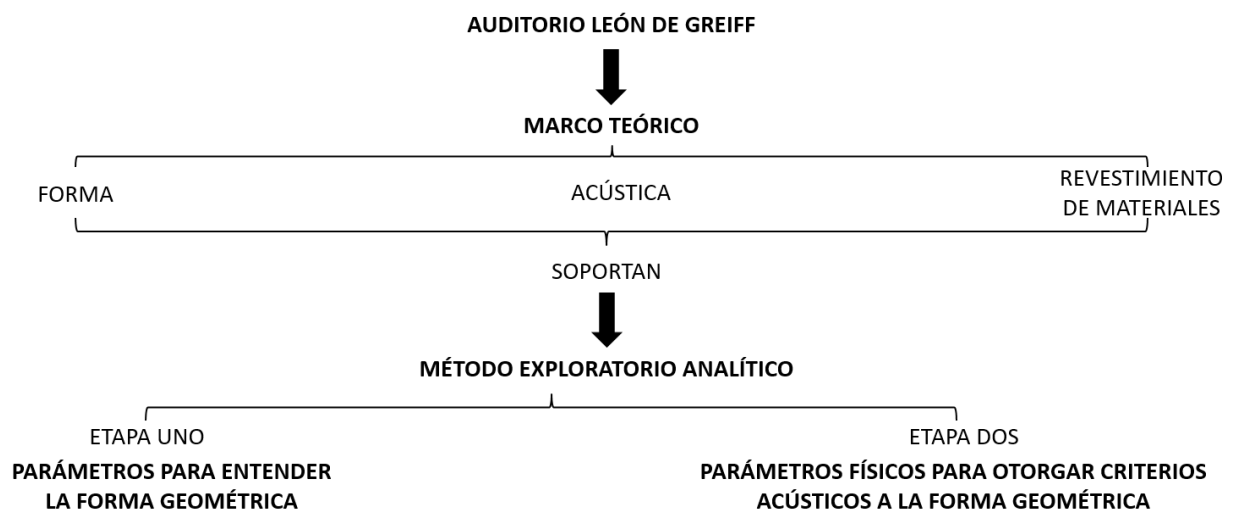 AUDITORIO LEÓN DE GREIFF
MARCO TEÓRICO
FORMA
ACÚSTICA
REVESTIMIENTO
DE MATERIALES
SOPORTAN
MÉTODO EXPLORATORIO ANALÍTICO
ETAPA UNO
PARÁMETROS PARA ENTENDER
LA FORMA GEOMÉTRICA
ETAPA DOS
PARÁMETROS FÍSICOS PARA OTORGAR CRITERIOS
ACÚSTICOS A LA FORMA GEOMÉTRICA